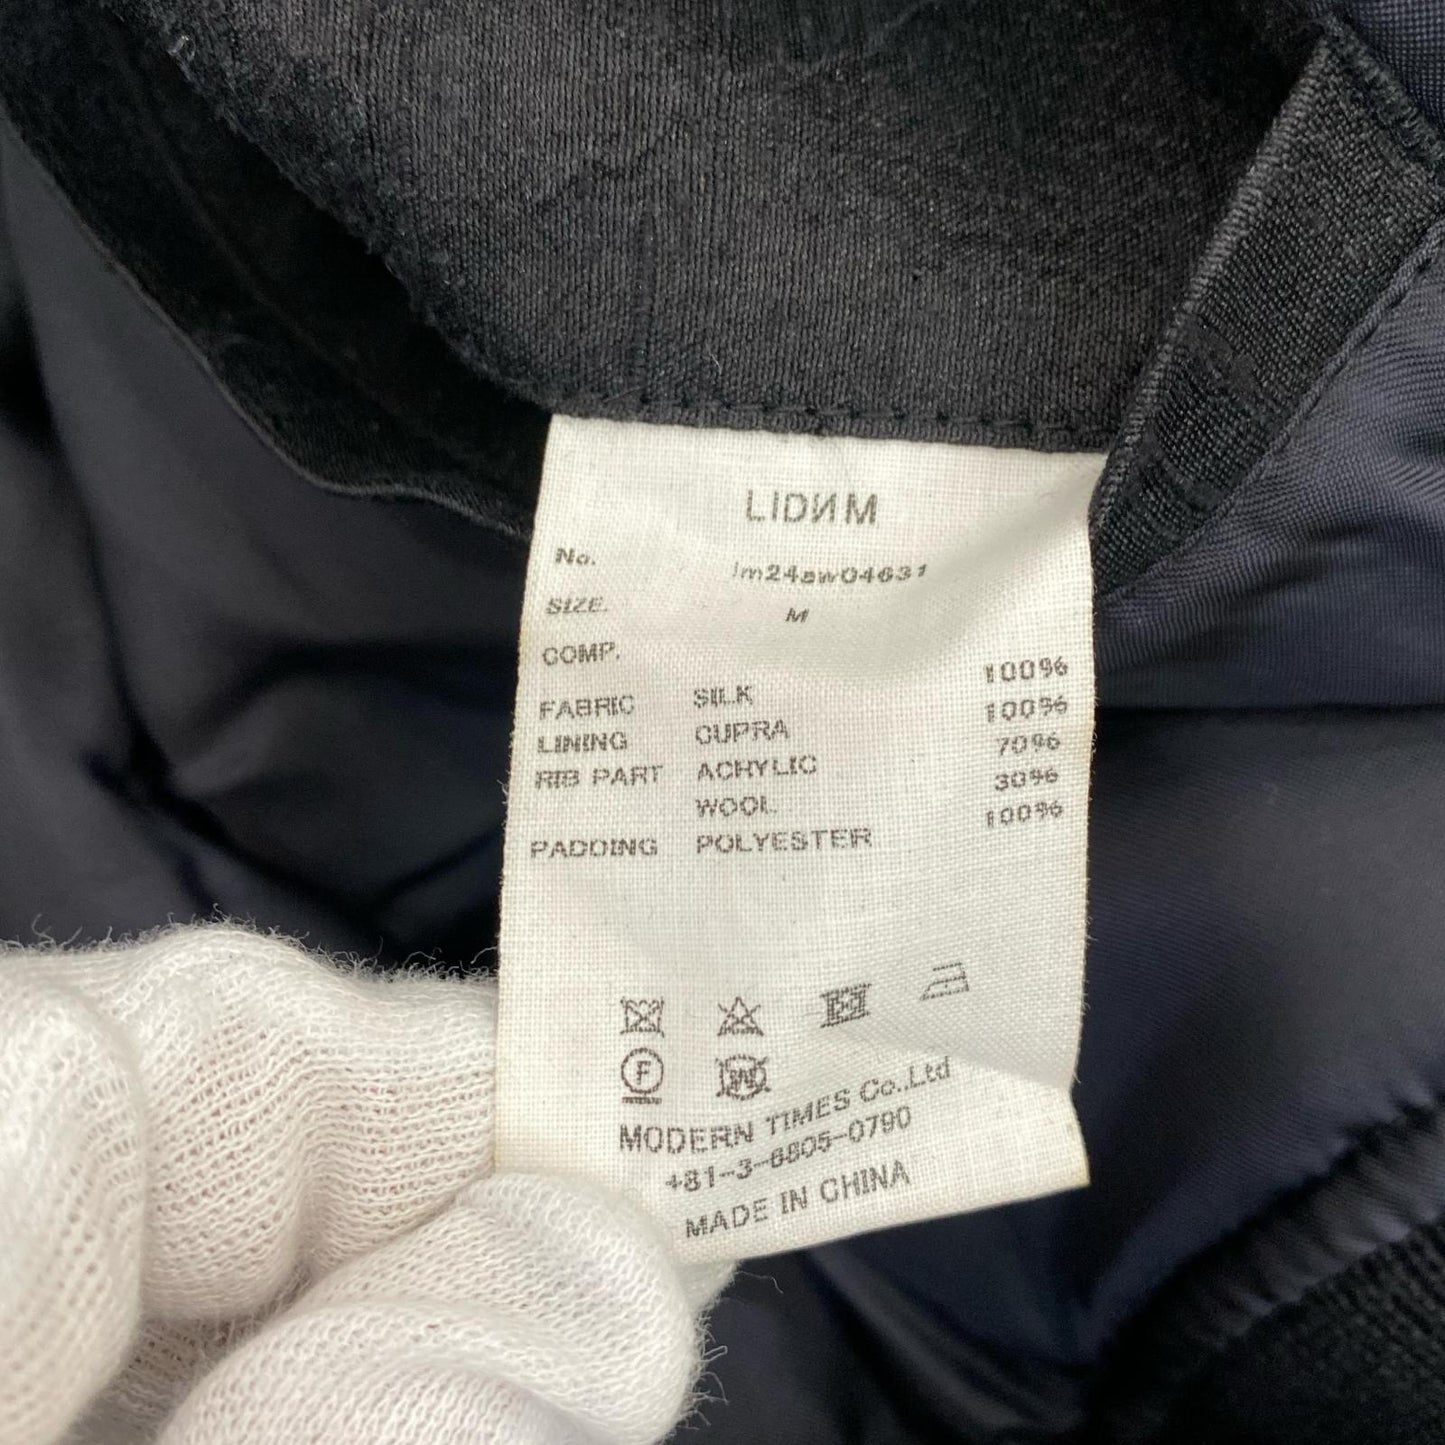 LIDИM
No. lm24aw04631
SIZE. M
COMP.
FABRIC SILK 100%
LINING CUPRA 100%
RIB PART ACRYLIC 70%
WOOL 30%
PADDING POLYESTER 100%
F
W
MODERN TIMES Co.,Ltd
+81-3-6805-0790
MADE IN CHINA